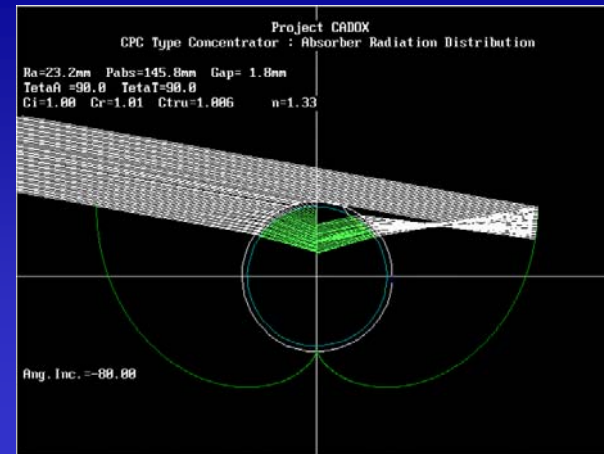 Project CADOX
CPC Type Concentrator : Absorber Radiation Distribution
Ra=23.2mm Pabs=145.8mm Gap= 1.8mm
TetaA =90.0 TetaT=90.0
Ci=1.00 Cr=1.01 Ctru=1.006 n=1.33
Ang.Inc.=-80.00